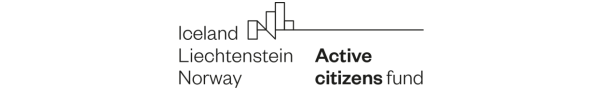 Iceland
Liechtenstein Active
Norway citizens fund